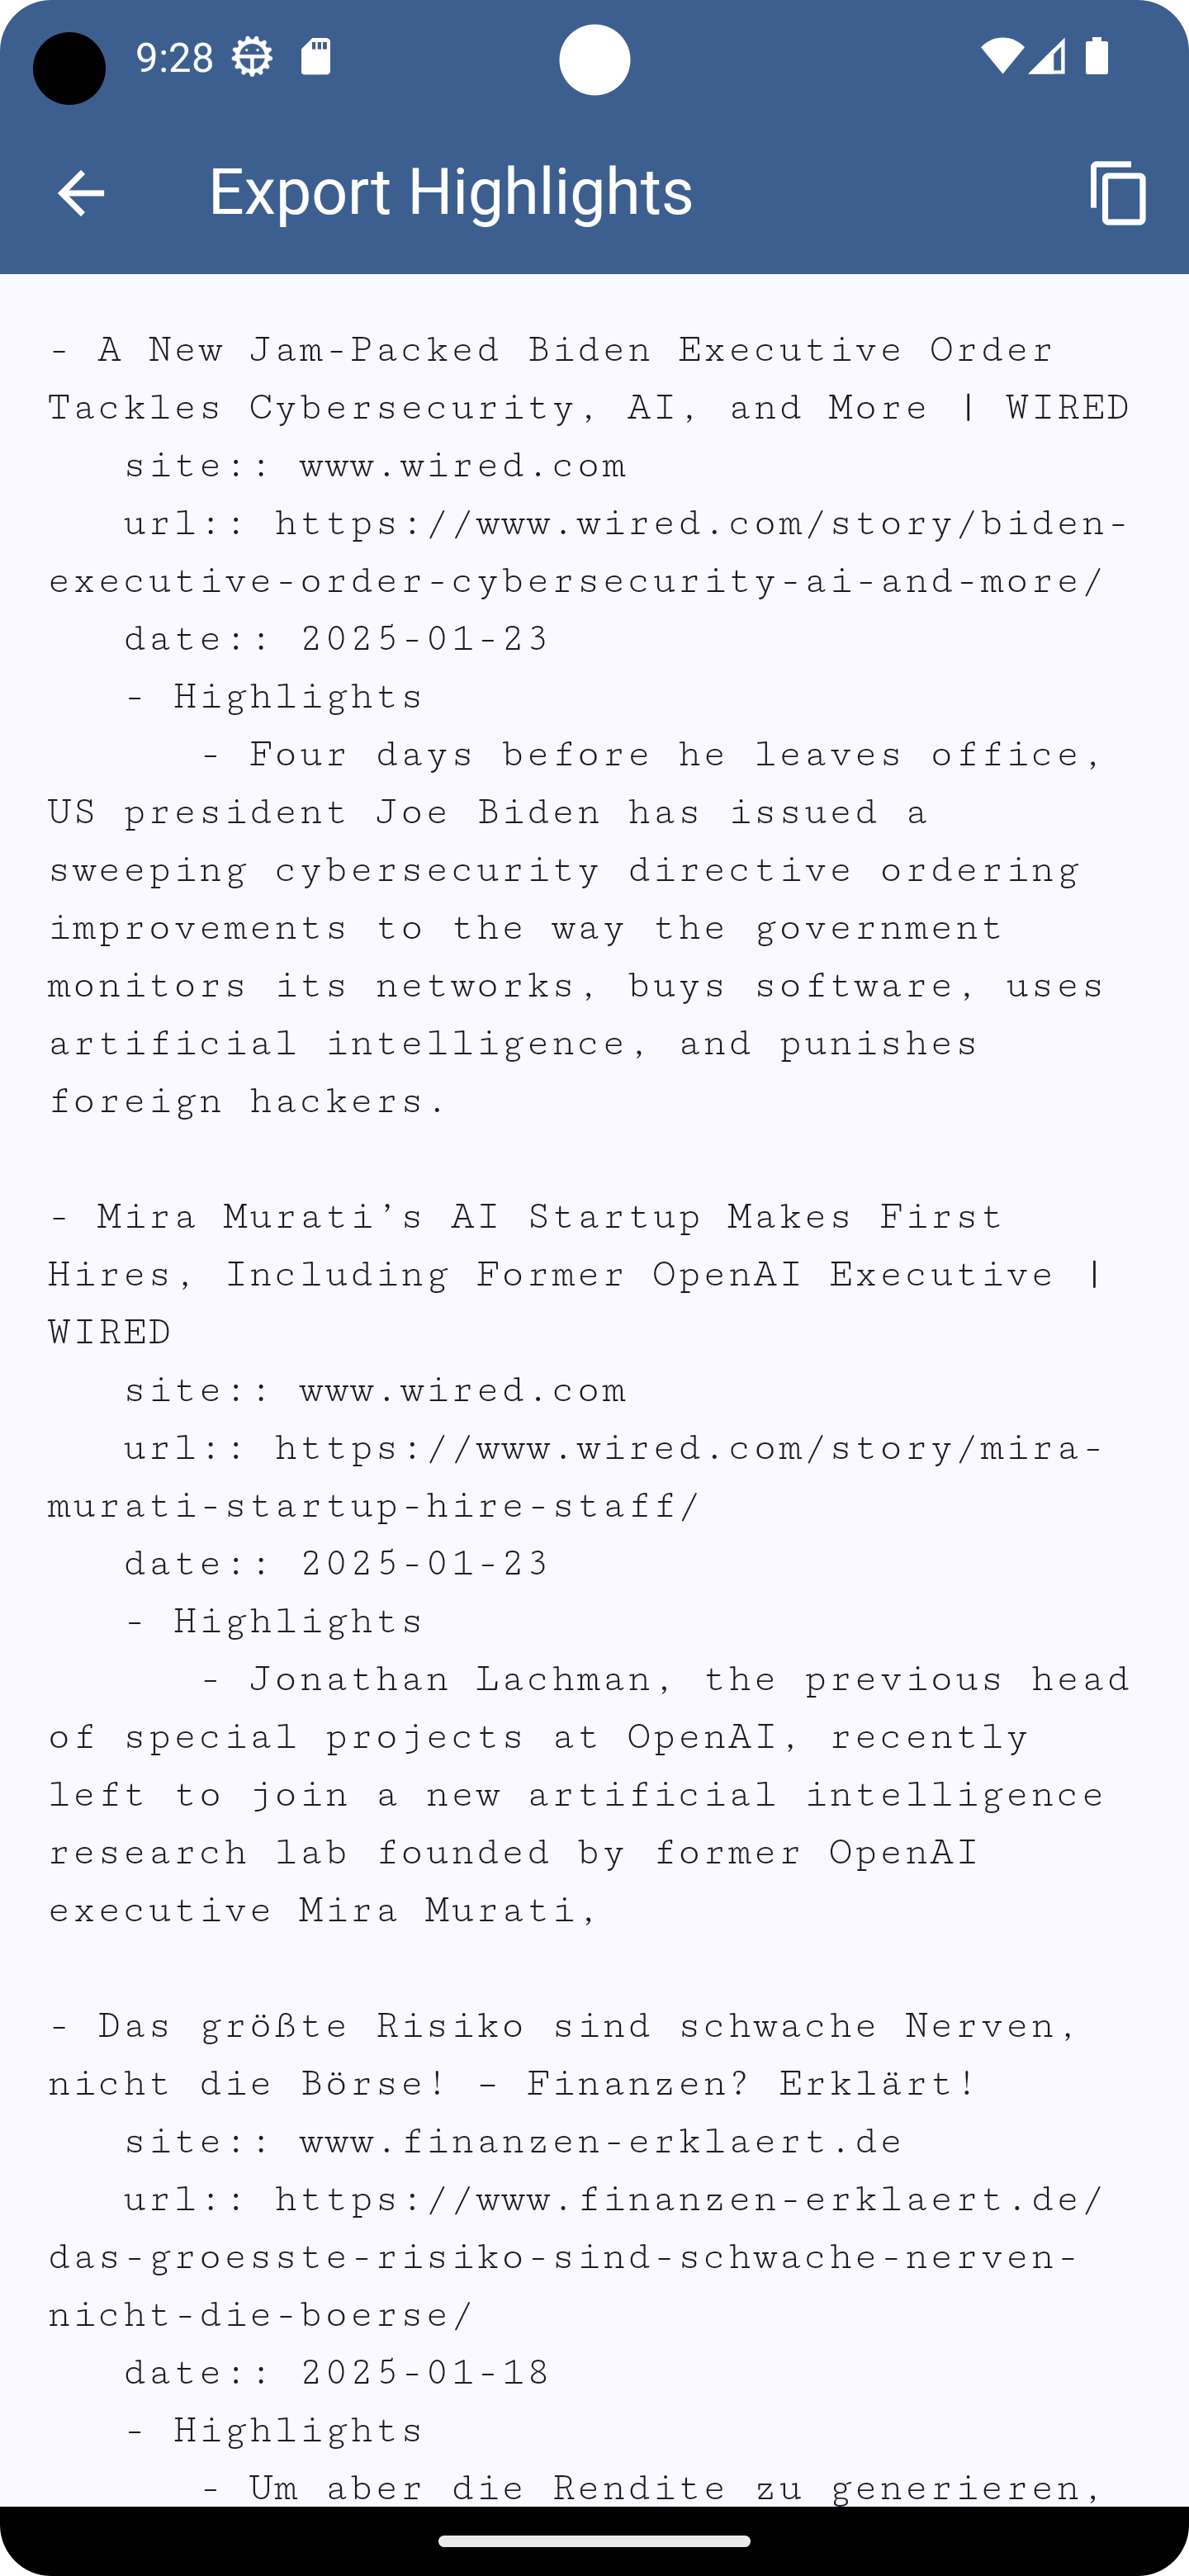 9:28
Export Highlights
- A New Jam-Packed Biden Executive Order
Tackles Cybersecurity, AI, and More | WIRED
site:: www.wired.com
url:: https://www.wired.com/story/biden-
executive-order-cybersecurity-ai-and-more/
date:: 2025-01-23
- Highlights
- Four days before he leaves office,
US president Joe Biden has issued a
sweeping cybersecurity directive ordering
improvements to the way the government
monitors its networks, buys software, uses
artificial intelligence, and punishes
foreign hackers.
- Mira Murati’s AI Startup Makes First
Hires, Including Former OpenAI Executive |
WIRED
site:: www.wired.com
url:: https://www.wired.com/story/mira-
murati-startup-hire-staff/
date:: 2025-01-23
- Highlights
- Jonathan Lachman, the previous head
of special projects at OpenAI, recently
left to join a new artificial intelligence
research lab founded by former OpenAI
executive Mira Murati,
- Das größte Risiko sind schwache Nerven,
nicht die Börse! – Finanzen? Erklärt!
site:: www.finanzen-erklaert.de
url:: https://www.finanzen-erklaert.de/
das-groesste-risiko-sind-schwache-nerven-
nicht-die-boerse/
date:: 2025-01-18
- Highlights
- Um aber die Rendite zu generieren,